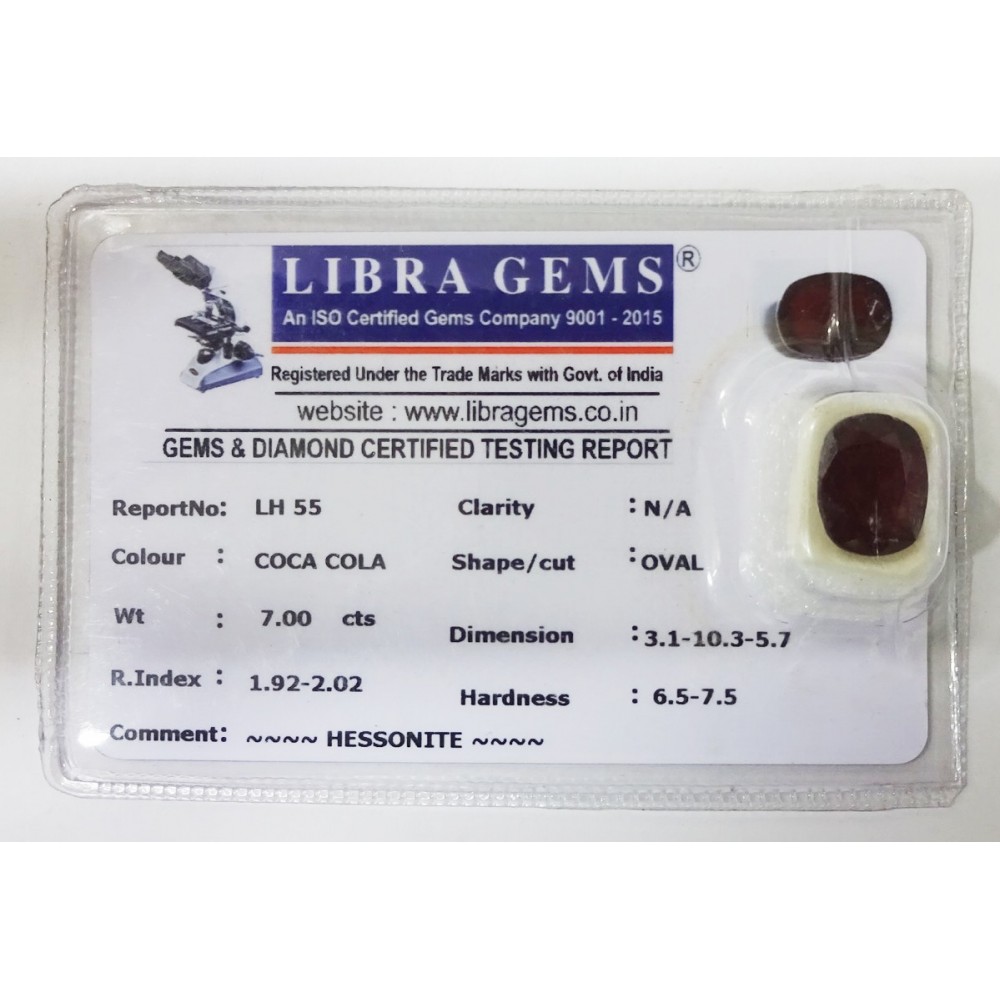 LIBRA GEMS ®
An ISO Certified Gems Company 9001 - 2015
Registered Under the Trade Marks with Govt. of India
website : www.libragems.co.in
GEMS & DIAMOND CERTIFIED TESTING REPORT
ReportNo: LH 55 Clarity : N/A
Colour : COCA COLA Shape/cut : OVAL
Wt : 7.00 cts Dimension : 3.1-10.3-5.7
R.Index : 1.92-2.02 Hardness : 6.5-7.5
Comment: ~~~~ HESSONITE ~~~~